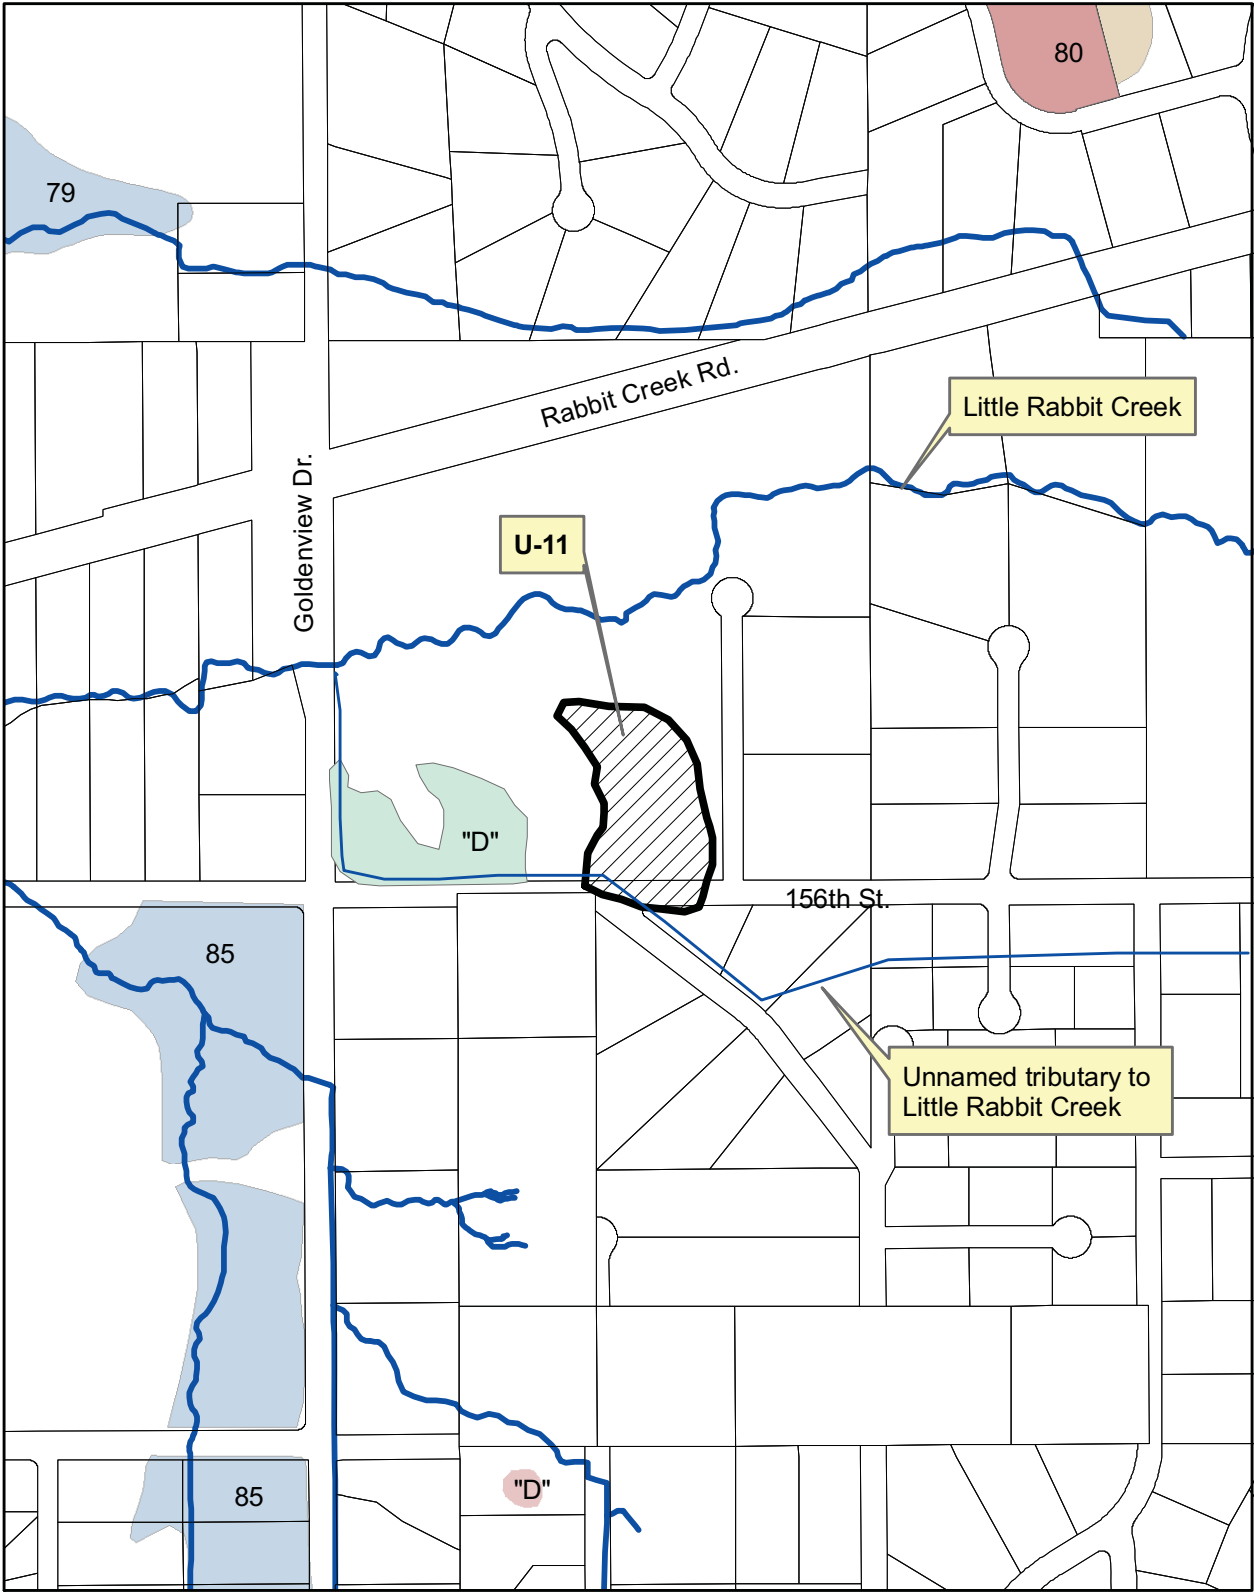 80
79
Rabbit Creek Rd.
Little Rabbit Creek
Goldenview Dr.
U-11
"D"
156th St.
85
Unnamed tributary to
Little Rabbit Creek
85
"D"